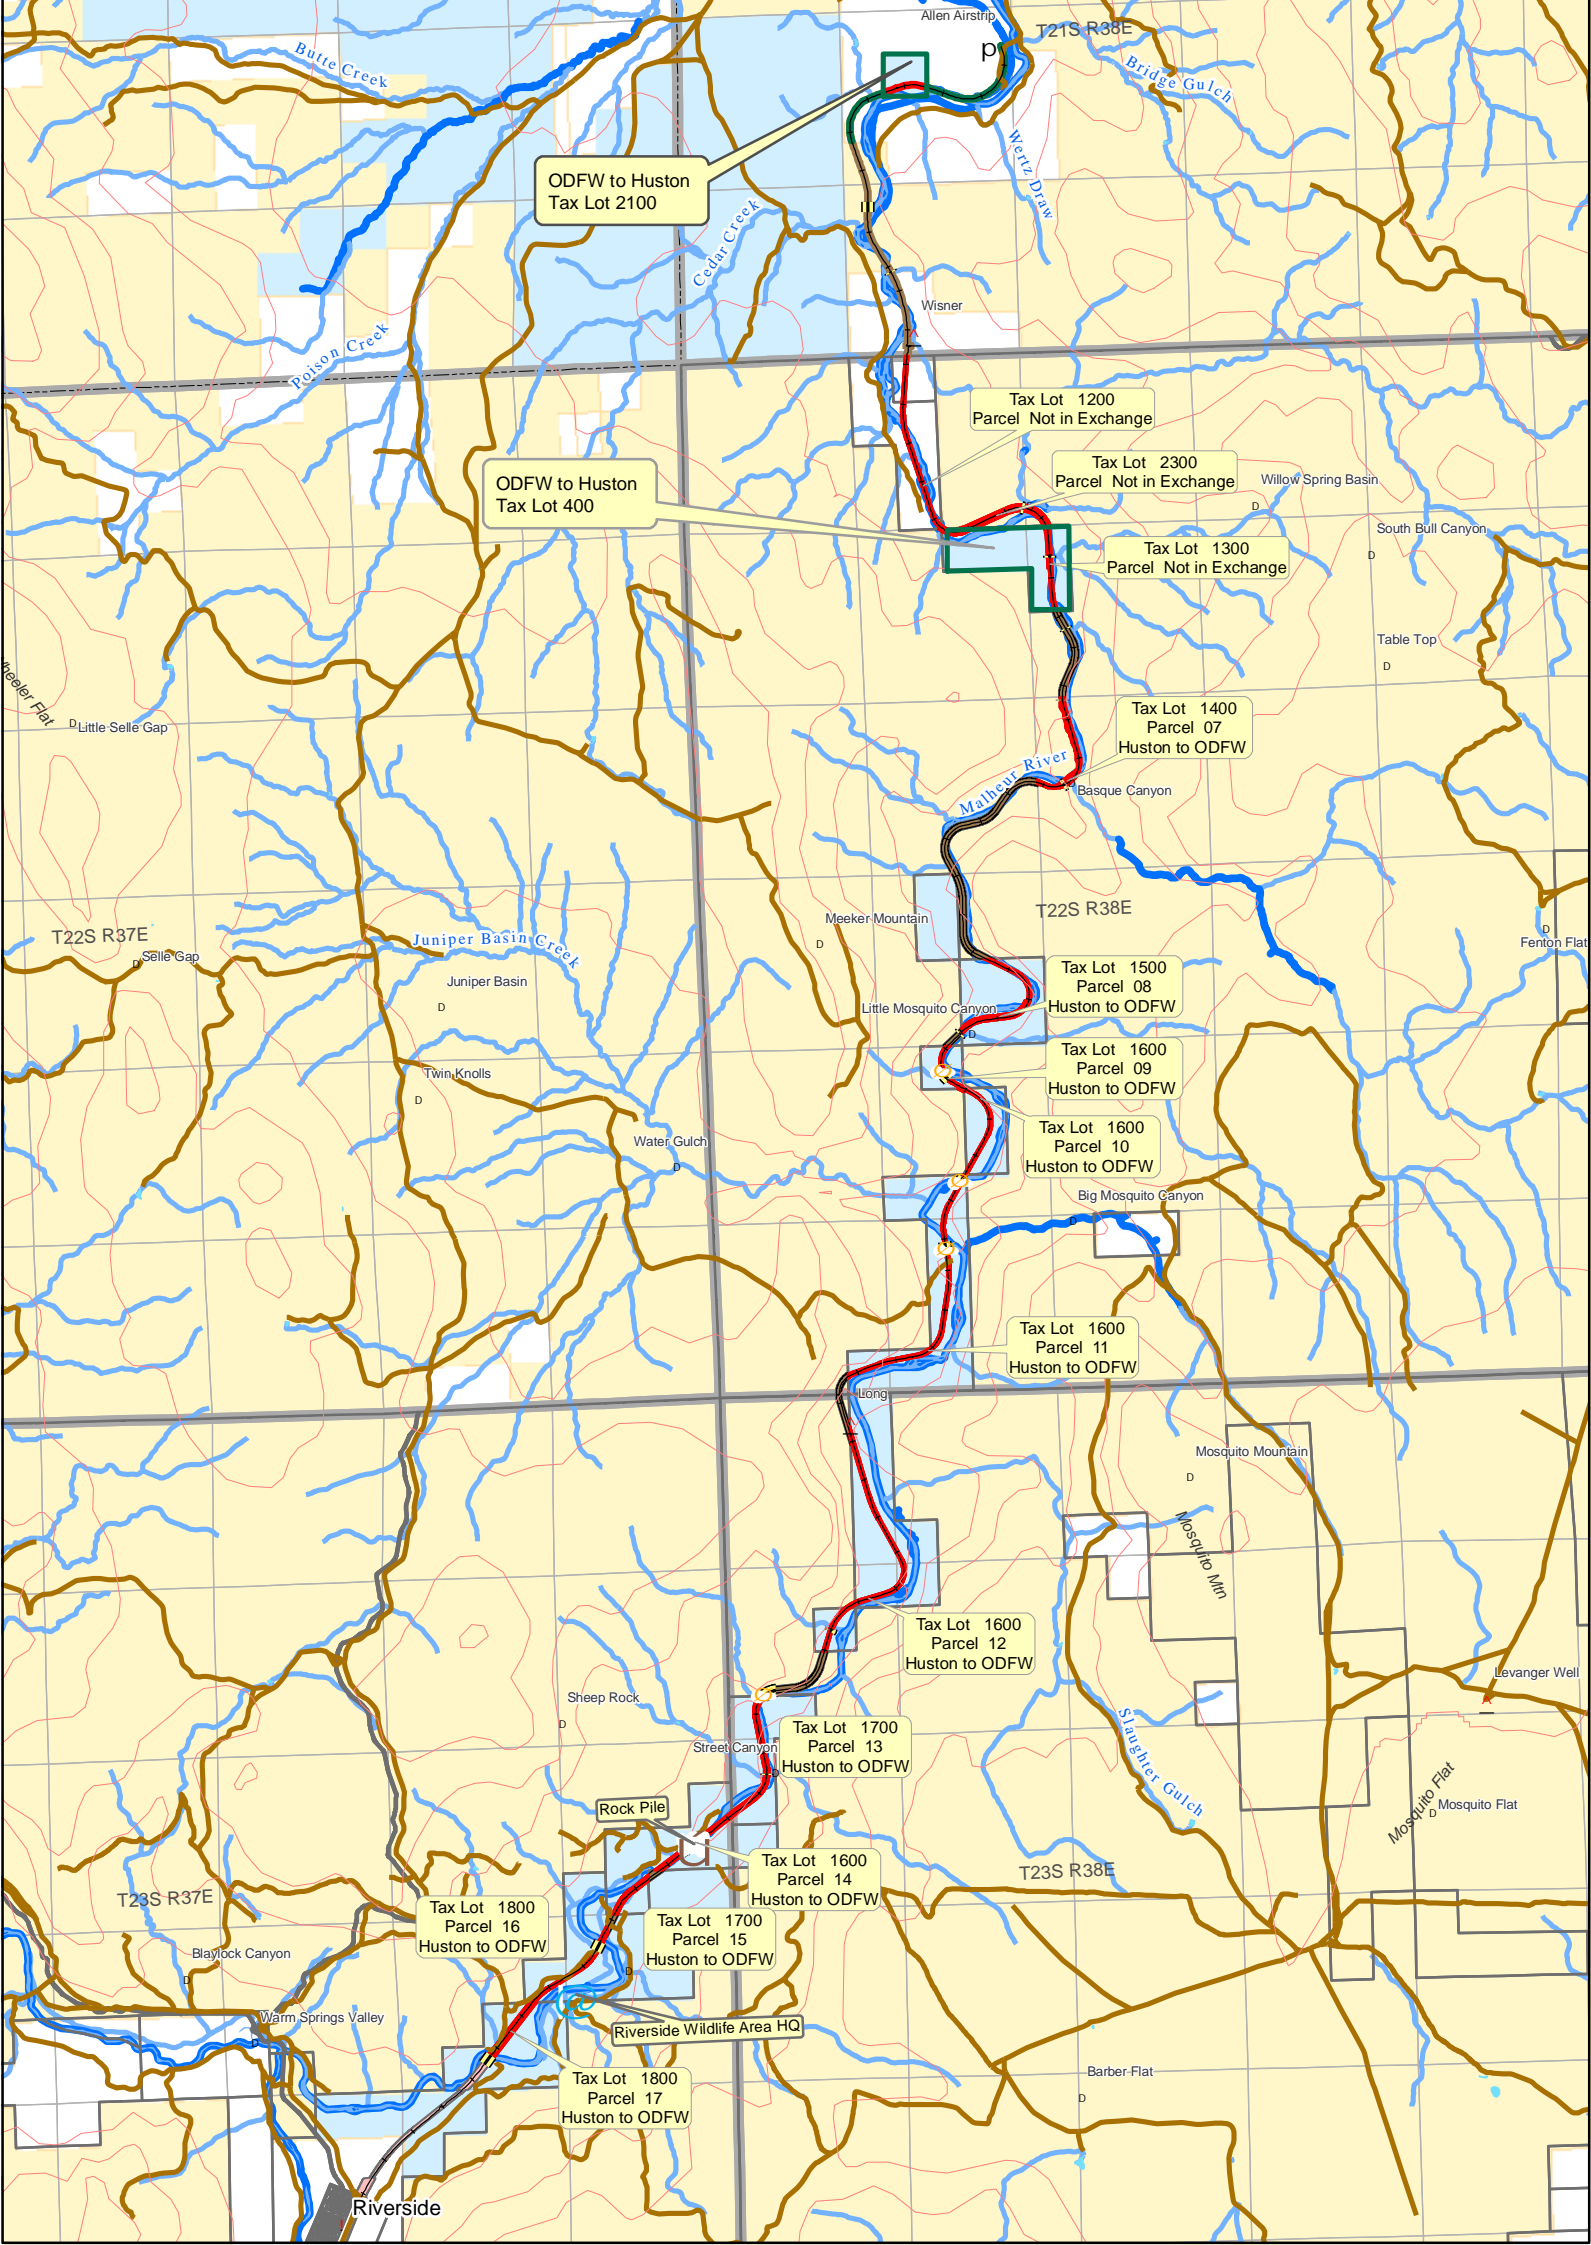 Allen Airstrip
T21S R38E
p
Butte Creek
Bridge Gulch
Wertz Draw
ODFW to Huston
Tax Lot 2100
Cedar Creek
Wisner
Poison Creek
Tax Lot 1200
Parcel Not in Exchange
Tax Lot 2300
Parcel Not in Exchange
Willow Spring Basin
D
ODFW to Huston
Tax Lot 400
South Bull Canyon
D
Tax Lot 1300
Parcel Not in Exchange
Table Top
D
heeler Flat
D
Little Selle Gap
Tax Lot 1400
Parcel 07
Huston to ODFW
Malheur River
Basque Canyon
T22S R37E
T22S R38E
Meeker Mountain
D
D
Fenton Flat
Selle Gap
D
Juniper Basin Creek
Juniper Basin
D
Tax Lot 1500
Parcel 08
Huston to ODFW
Little Mosquito Canyon
D
Tax Lot 1600
Parcel 09
Huston to ODFW
Twin Knolls
D
Tax Lot 1600
Parcel 10
Huston to ODFW
Water Gulch
D
Big Mosquito Canyon
D
Tax Lot 1600
Parcel 11
Huston to ODFW
Long
Mosquito Mountain
D
Mosquito Mtn
Tax Lot 1600
Parcel 12
Huston to ODFW
Levanger Well
Sheep Rock
D
Street Canyon
D
Tax Lot 1700
Parcel 13
Huston to ODFW
Slaughter Gulch
Mosquito Flat
D
Mosquito Flat
Rock Pile
Tax Lot 1600
Parcel 14
Huston to ODFW
T23S R38E
T23S R37E
Tax Lot 1800
Parcel 16
Huston to ODFW
Tax Lot 1700
Parcel 15
Huston to ODFW
D
Blaylock Canyon
D
Warm Springs Valley
D
Riverside Wildlife Area HQ
Tax Lot 1800
Parcel 17
Huston to ODFW
Barber Flat
D
Riverside